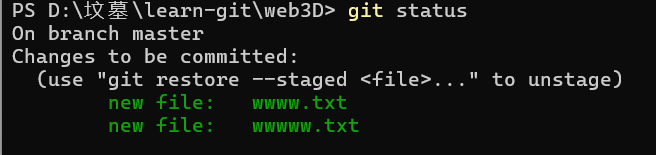 PS D:\坟墓\learn-git\web3D> git status
On branch master
Changes to be committed:
  (use "git restore --staged <file>..." to unstage)
        new file:   wwww.txt
        new file:   wwwww.txt